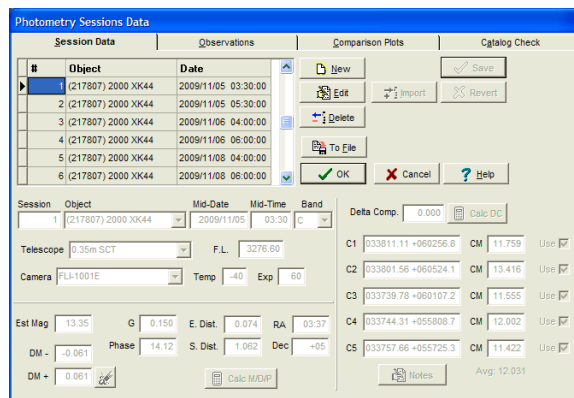 Photometry Sessions Data
Session Data Observations Comparison Plots Catalog Check
# Object Date
1 (217807) 2000 XK44 2009/11/05 03:30:00
2 (217807) 2000 XK44 2009/11/05 05:30:00
3 (217807) 2000 XK44 2009/11/06 04:00:00
4 (217807) 2000 XK44 2009/11/06 06:00:00
5 (217807) 2000 XK44 2009/11/08 04:00:00
6 (217807) 2000 XK44 2009/11/08 06:00:00
New Save
Edit Import Revert
Delete
To File
OK Cancel Help
Session Object Mid-Date Mid-Time Band
1 (217807) 2000 XK44 2009/11/05 03:30 C
Telescope 0.35m SCT F.L. 3276.60
Camera FLI-1001E Temp -40 Exp 60
Est Mag 13.35 G 0.150 E. Dist. 0.074 RA 03:37
DM - -0.061 Phase 14.12 S. Dist. 1.062 Dec +05
DM + 0.061 Calc M/D/P
Delta Comp. 0.000 Calc DC
C1 033811.11 +060256.8 CM 11.759 Use
C2 033801.56 +060524.1 CM 13.416 Use
C3 033739.78 +060107.2 CM 11.555 Use
C4 033744.31 +055808.7 CM 12.002 Use
C5 033757.66 +055725.3 CM 11.422 Use
Notes Avg: 12.031